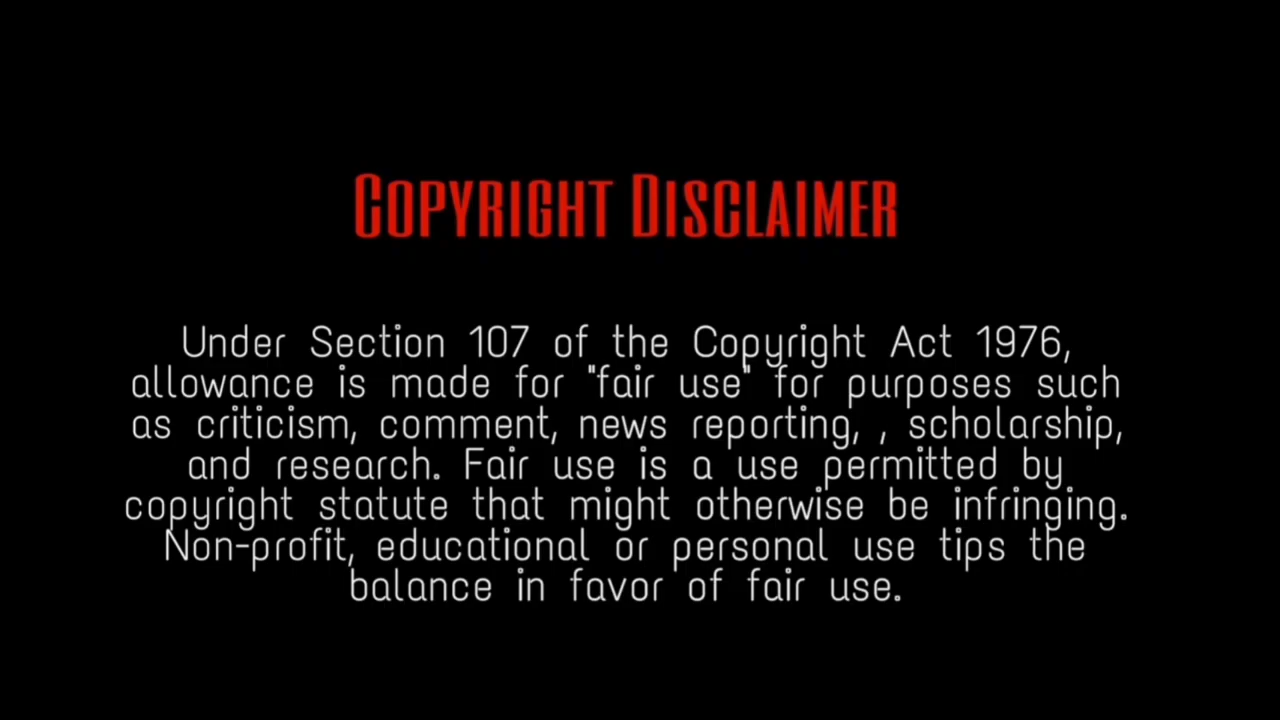 Copyright Disclaimer
Under Section 107 of the Copyright Act 1976,
allowance is made for "fair use" for purposes such
as criticism, comment, news reporting, , scholarship,
and research. Fair use is a use permitted by
copyright statute that might otherwise be infringing.
Non-profit, educational or personal use tips the
balance in favor of fair use.